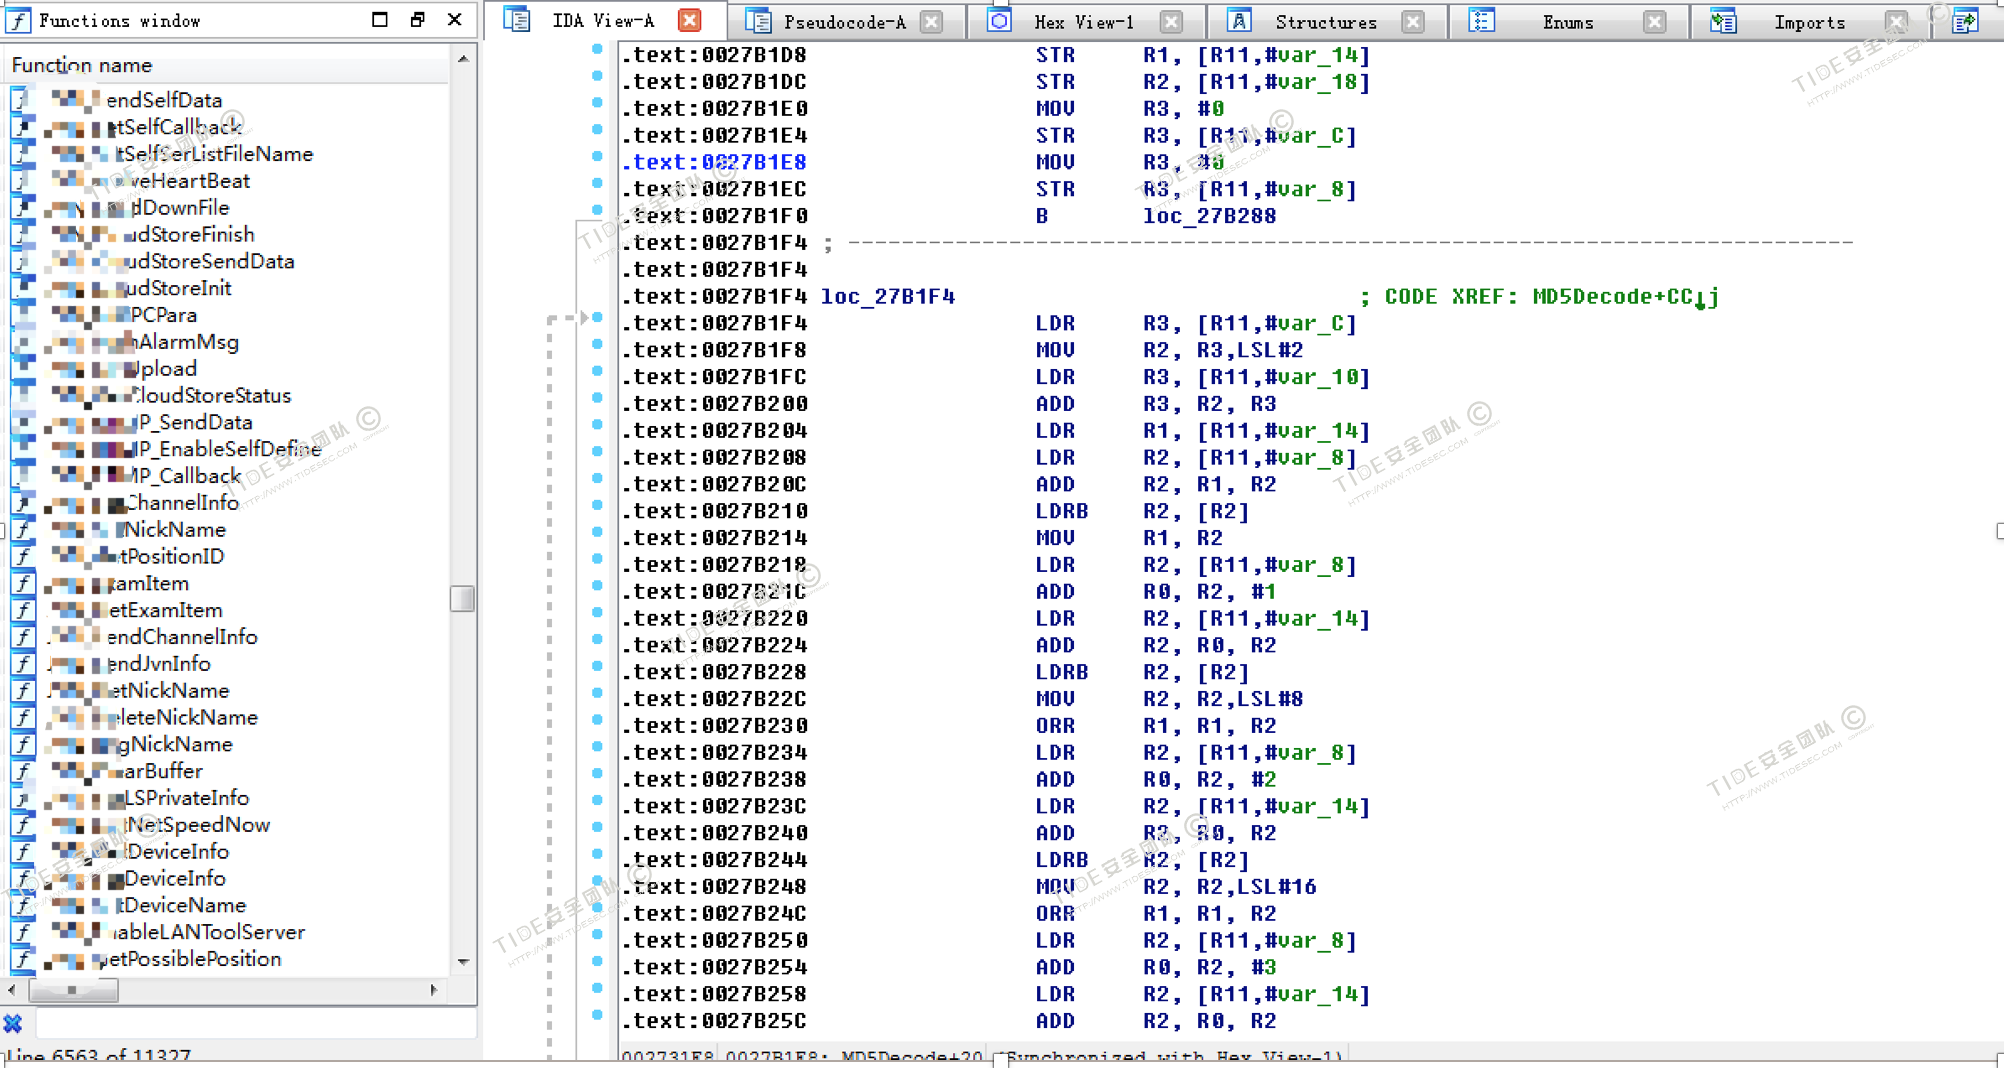 Functions window
IDA View-A
Pseudocode-A
Hex View-1
Structures
Enums
Imports
Function name
endSelfData
etSelfCallback
tSelfSerListFileName
veHeartBeat
dDownFile
udStoreFinish
udStoreSendData
udStoreInit
PCPara
AlarmMsg
Upload
CloudStoreStatus
MP_SendData
MP_EnableSelfDefine
MP_Callback
ChannelInfo
NickName
etPositionID
xamItem
etExamItem
endChannelInfo
endJvnInfo
etNickName
eleteNickName
gNickName
arBuffer
LSPrivateInfo
tNetSpeedNow
tDeviceInfo
DeviceInfo
tDeviceName
nableLANToolServer
etPossiblePosition
Line 6563 of 11327
.text:0027B1D8 STR R1, [R11,#var_14]
.text:0027B1DC STR R2, [R11,#var_18]
.text:0027B1E0 MOV R3, #0
.text:0027B1E4 STR R3, [R11,#var_C]
.text:0027B1E8 MOV R3, #0
.text:0027B1EC STR R3, [R11,#var_8]
.text:0027B1F0 B loc_27B288
.text:0027B1F4 ; ---------------------------------------------------------------------------
.text:0027B1F4
.text:0027B1F4 loc_27B1F4 ; CODE XREF: MD5Decode+CC↓j
.text:0027B1F4 LDR R3, [R11,#var_C]
.text:0027B1F8 MOV R2, R3,LSL#2
.text:0027B1FC LDR R3, [R11,#var_10]
.text:0027B200 ADD R3, R2, R3
.text:0027B204 LDR R1, [R11,#var_14]
.text:0027B208 LDR R2, [R11,#var_8]
.text:0027B20C ADD R2, R1, R2
.text:0027B210 LDRB R2, [R2]
.text:0027B214 MOV R1, R2
.text:0027B218 LDR R2, [R11,#var_8]
.text:0027B21C ADD R0, R2, #1
.text:0027B220 LDR R2, [R11,#var_14]
.text:0027B224 ADD R2, R0, R2
.text:0027B228 LDRB R2, [R2]
.text:0027B22C MOV R2, R2,LSL#8
.text:0027B230 ORR R1, R1, R2
.text:0027B234 LDR R2, [R11,#var_8]
.text:0027B238 ADD R0, R2, #2
.text:0027B23C LDR R2, [R11,#var_14]
.text:0027B240 ADD R2, R0, R2
.text:0027B244 LDRB R2, [R2]
.text:0027B248 MOV R2, R2,LSL#16
.text:0027B24C ORR R1, R1, R2
.text:0027B250 LDR R2, [R11,#var_8]
.text:0027B254 ADD R0, R2, #3
.text:0027B258 LDR R2, [R11,#var_14]
.text:0027B25C ADD R2, R0, R2
002731E8 0027B1E8: MD5Decode+20 (Synchronized with Hex View-1)
TIDE安全团队 ©
HTTP://WWW.TIDESEC.COM